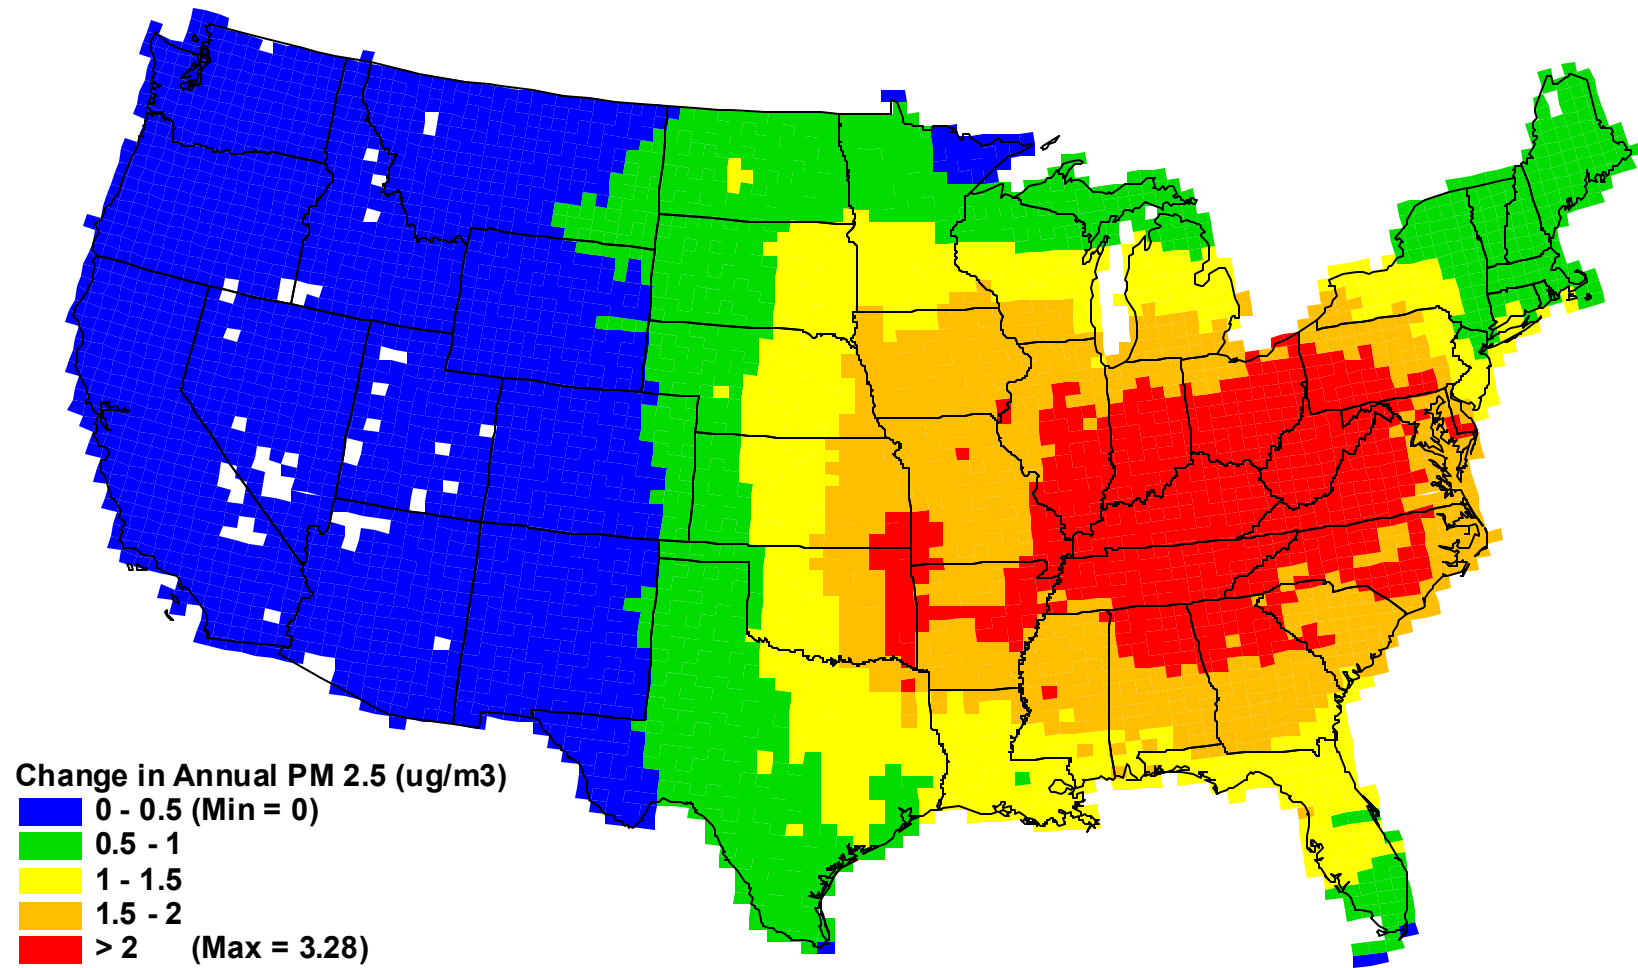 Change in Annual PM 2.5 (ug/m3)
0 - 0.5 (Min = 0)
0.5 - 1
1 - 1.5
1.5 - 2
> 2 (Max = 3.28)